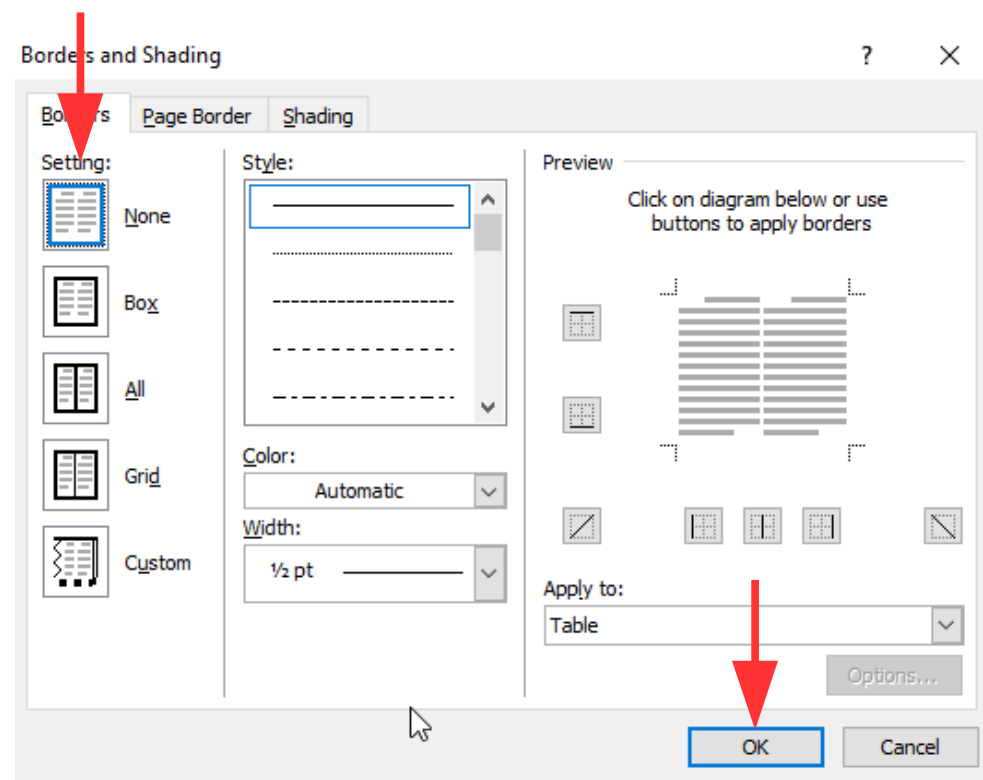 Borders and Shading ? ×
Borders Page Border Shading
Setting:
None
Box
All
Grid
Custom
Style:
Color:
Automatic
Width:
½ pt
Preview
Click on diagram below or use
buttons to apply borders
Apply to:
Table
Options...
OK Cancel